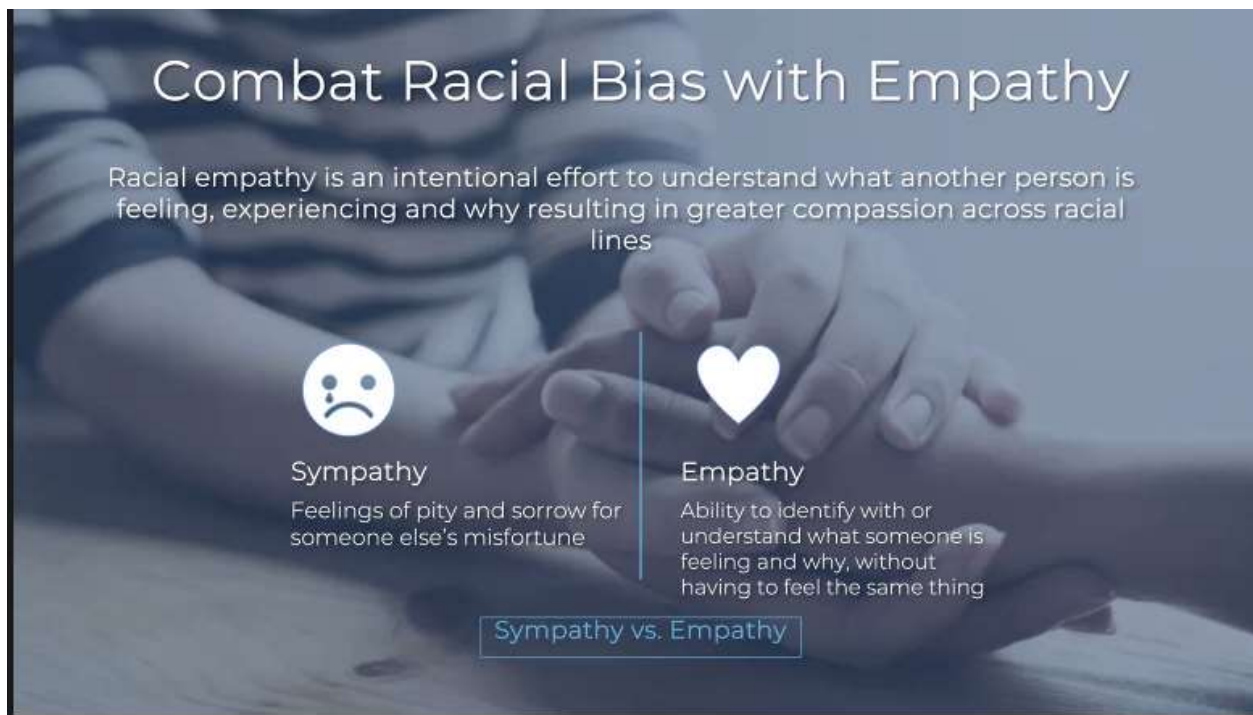 Combat Racial Bias with Empathy
Racial empathy is an intentional effort to understand what another person is
feeling, experiencing and why resulting in greater compassion across racial
lines
Sympathy
Feelings of pity and sorrow for
someone else's misfortune
Empathy
Ability to identify with or
understand what someone is
feeling and why, without
having to feel the same thing
Sympathy vs. Empathy